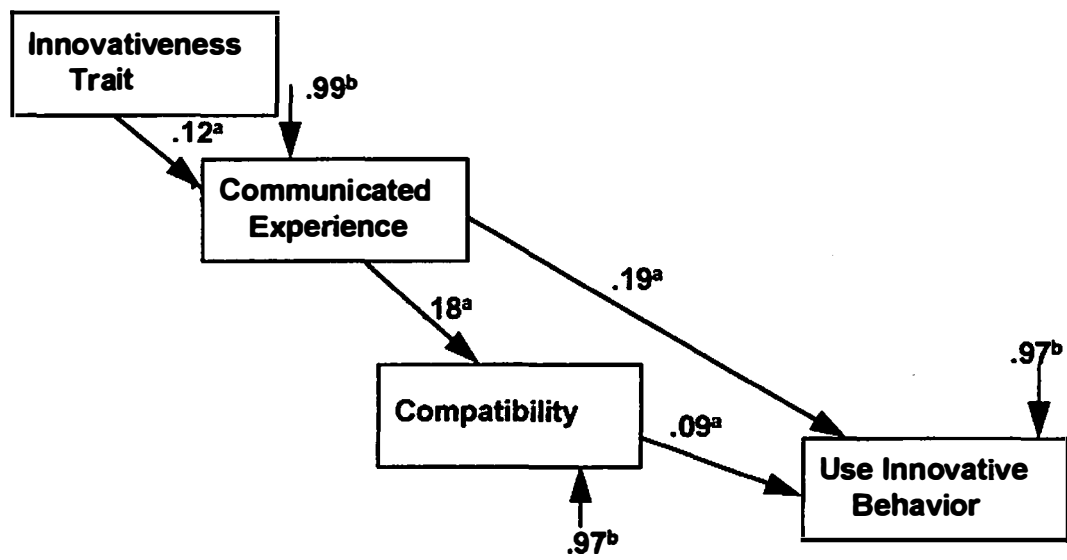 Innovativeness
Trait
.99ᵇ
.12ᵃ
Communicated
Experience
.19ᵃ
18ᵃ
.97ᵇ
Compatibility
.09ᵃ
Use Innovative
Behavior
.97ᵇ